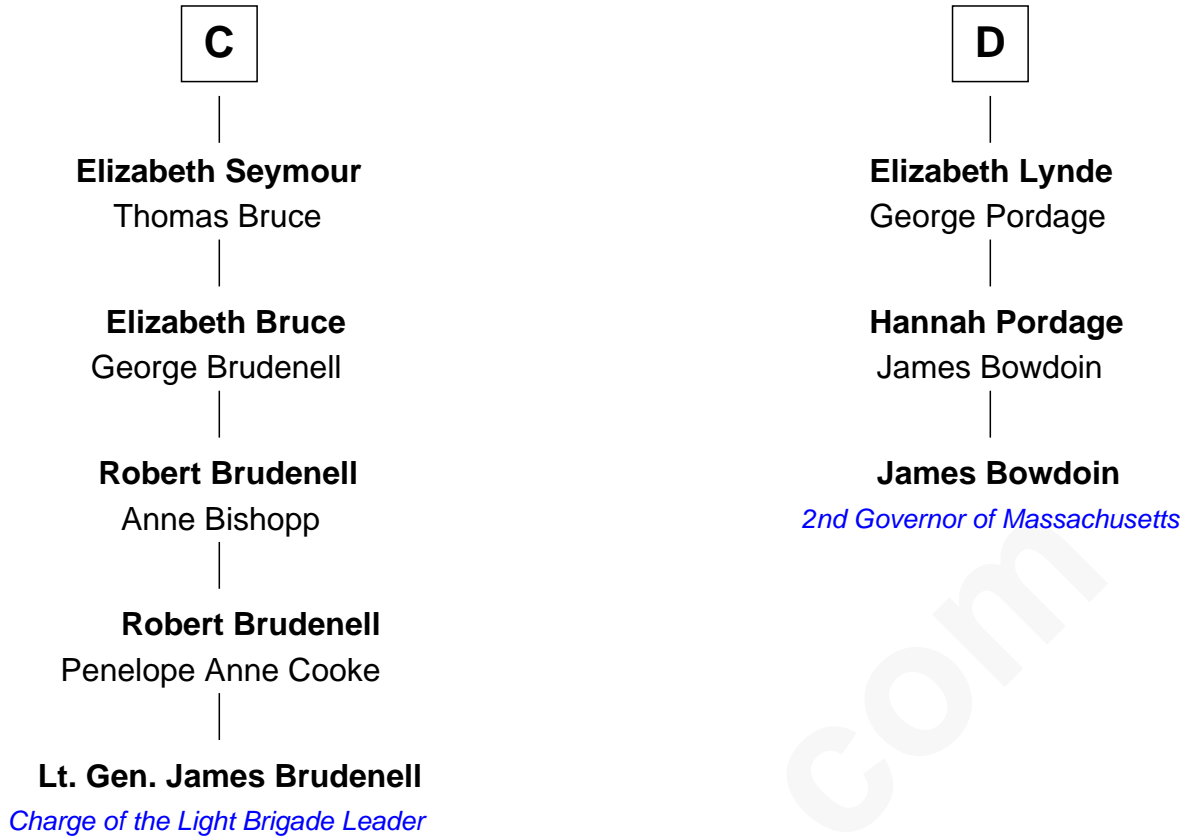 C
Elizabeth Seymour
Thomas Bruce
Elizabeth Bruce
George Brudenell
Robert Brudenell
Anne Bishopp
Robert Brudenell
Penelope Anne Cooke
Lt. Gen. James Brudenell
Charge of the Light Brigade Leader
D
Elizabeth Lynde
George Pordage
Hannah Pordage
James Bowdoin
James Bowdoin
2nd Governor of Massachusetts
com